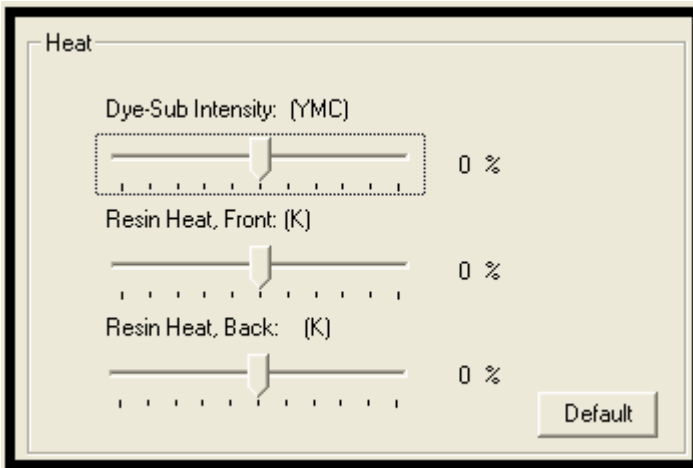 Heat
Dye-Sub Intensity: (YMC)
0 %
Resin Heat, Front: (K)
0 %
Resin Heat, Back: (K)
0 %
Default